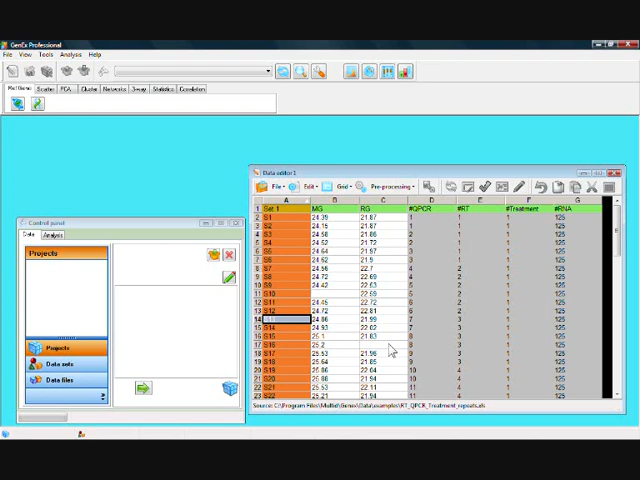 GenEx Professional
File View Tools Analysis Help
Scatter PCA Cluster Networks 3-way Statistics Correlation
Data editor1
File Edit Grid Pre-processing
A B C D E F G
1 Set 1 MG RG #QPCR #RT #Treatment #RNA
2 S1 24.39 21.87 1 1 1 125
3 S2 24.15 22.11 1 1 1 125
4 S3 24.58 21.86 2 1 1 125
5 S4 24.52 21.72 2 1 1 125
6 S5 24.64 21.97 3 1 1 125
7 S6 24.62 21.9 3 1 1 125
8 S7 24.56 22.7 4 2 1 125
9 S8 24.72 22.69 4 2 1 125
10 S9 24.42 22.53 5 2 1 125
11 S10 22.59 5 2 1 125
12 S11 24.45 22.72 6 2 1 125
13 S12 24.72 22.81 6 2 1 125
14 S13 24.86 21.99 7 3 1 125
15 S14 24.93 22.02 7 3 1 125
16 S15 25.1 21.83 8 3 1 125
17 S16 25.2 8 3 1 125
18 S17 25.53 21.96 9 3 1 125
19 S18 25.64 21.85 9 3 1 125
20 S19 25.86 22.04 10 4 1 125
21 S20 25.86 21.94 10 4 1 125
22 S21 25.53 22.11 11 4 1 125
23 S22 25.21 21.94 11 4 1 125
Source: C:\Program Files\MultiD\GenEx\Data\examples\RT_QPCR_Treatment_repeats.xls
Control panel
Data Analysis
Projects
Projects
Data sets
Data files